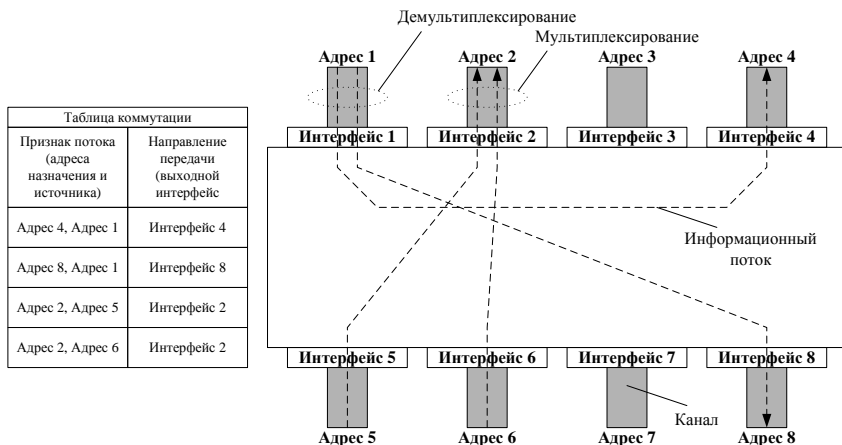 Демультиплексирование
Мультиплексирование
Адрес 1
Адрес 2
Адрес 3
Адрес 4
Интерфейс 1
Интерфейс 2
Интерфейс 3
Интерфейс 4
Таблица коммутации
Признак потока
(адреса
назначения и
источника)
Направление
передачи
(выходной
интерфейс
Адрес 4, Адрес 1
Интерфейс 4
Адрес 8, Адрес 1
Интерфейс 8
Адрес 2, Адрес 5
Интерфейс 2
Адрес 2, Адрес 6
Интерфейс 2
Информационный
поток
Интерфейс 5
Интерфейс 6
Интерфейс 7
Интерфейс 8
Канал
Адрес 5
Адрес 6
Адрес 7
Адрес 8